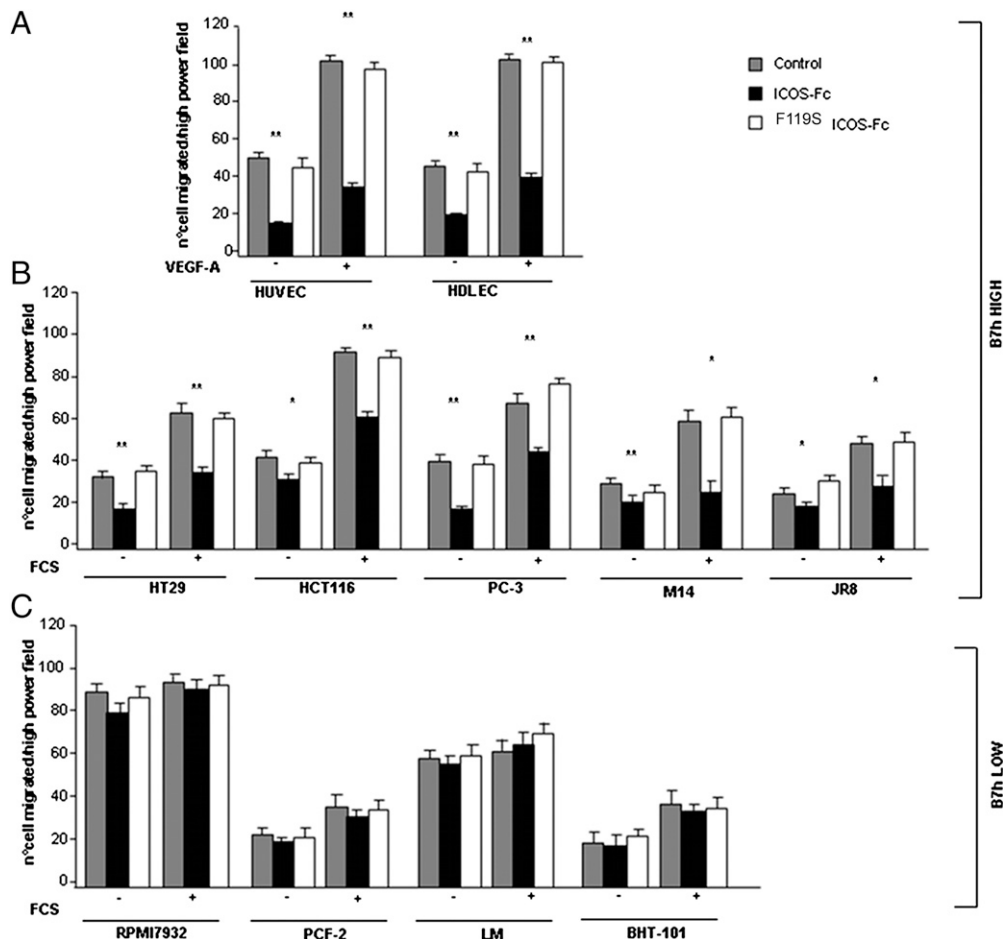 A
n°cell migrated/high power field
120
100
80
60
40
20
0
** ** ** **
Control
ICOS-Fc
F119S ICOS-Fc
VEGF-A - + - +
HUVEC HDLEC
B7h HIGH
B
n°cell migrated/high power field
120
100
80
60
40
20
0
** ** * ** ** ** ** * * *
FCS - + - + - + - + - +
HT29 HCT116 PC-3 M14 JR8
C
n°cell migrated/high power field
120
100
80
60
40
20
0
FCS - + - + - + - +
RPMI7932 PCF-2 LM BHT-101
B7h LOW